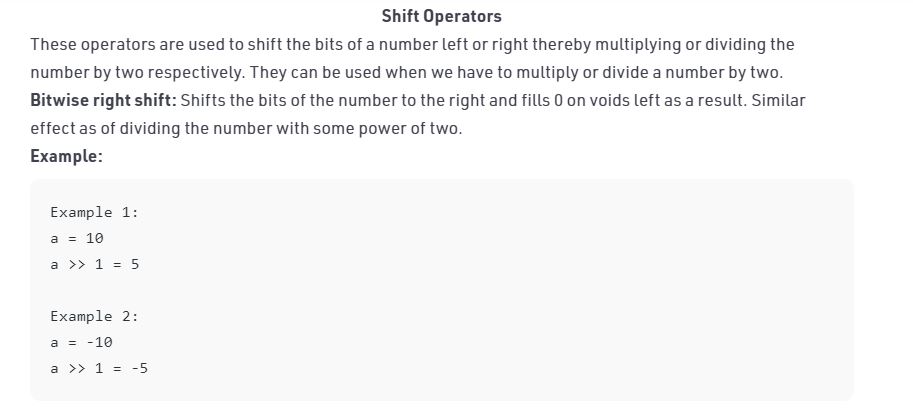 Shift Operators
These operators are used to shift the bits of a number left or right thereby multiplying or dividing the
number by two respectively. They can be used when we have to multiply or divide a number by two.
Bitwise right shift: Shifts the bits of the number to the right and fills 0 on voids left as a result. Similar
effect as of dividing the number with some power of two.
Example:
Example 1:
a = 10
a >> 1 = 5
Example 2:
a = -10
a >> 1 = -5